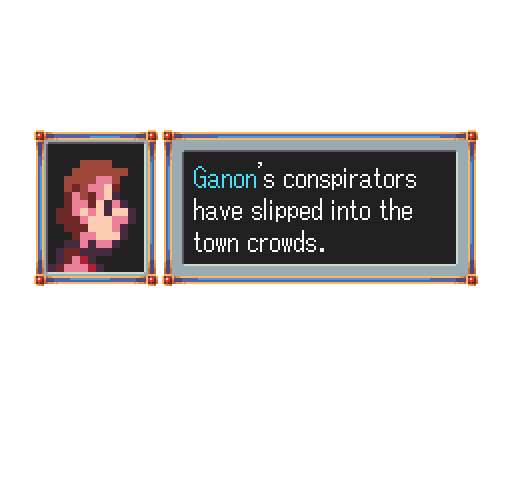 Ganon's conspirators
have slipped into the
town crowds.